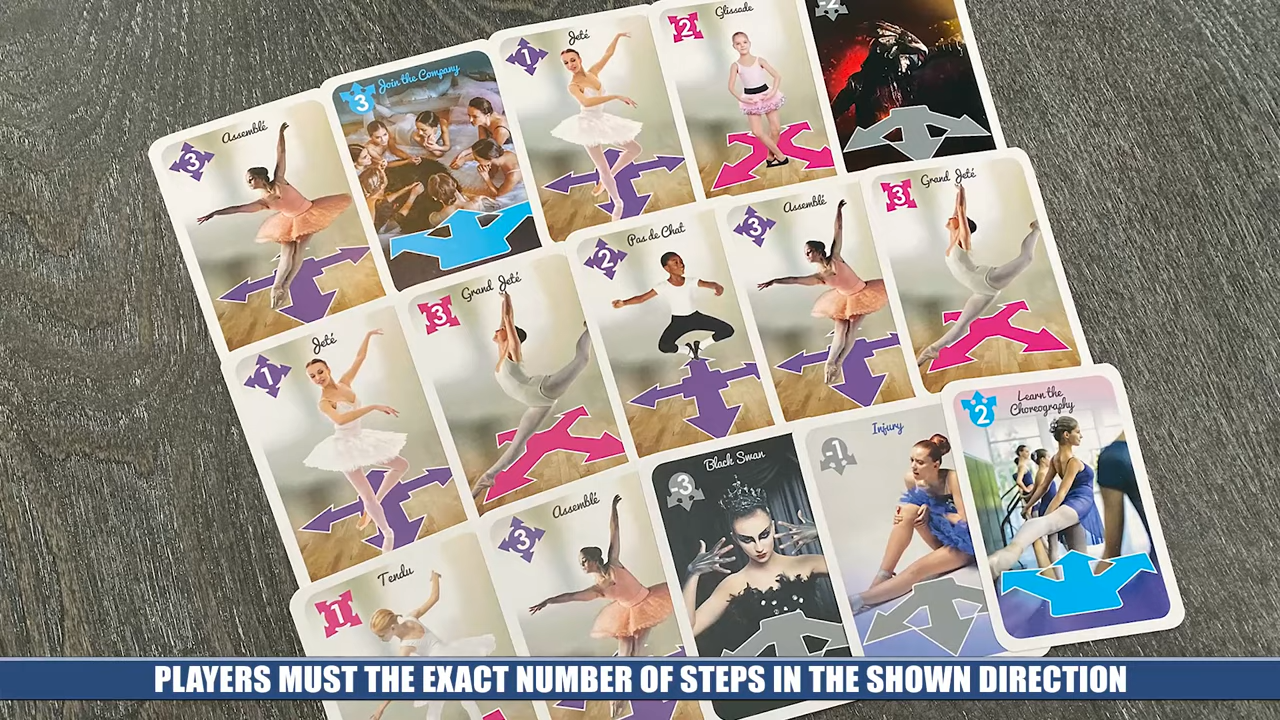 3
Assemblé
3
Join the Company
1
Jeté
2
Glissade
-2
1
Jeté
3
Grand Jeté
2
Pas de Chat
3
Assemblé
3
Grand Jeté
1
Tendu
3
Assemblé
-3
Black Swan
-1
Injury
2
Learn the
Choreography
PLAYERS MUST THE EXACT NUMBER OF STEPS IN THE SHOWN DIRECTION